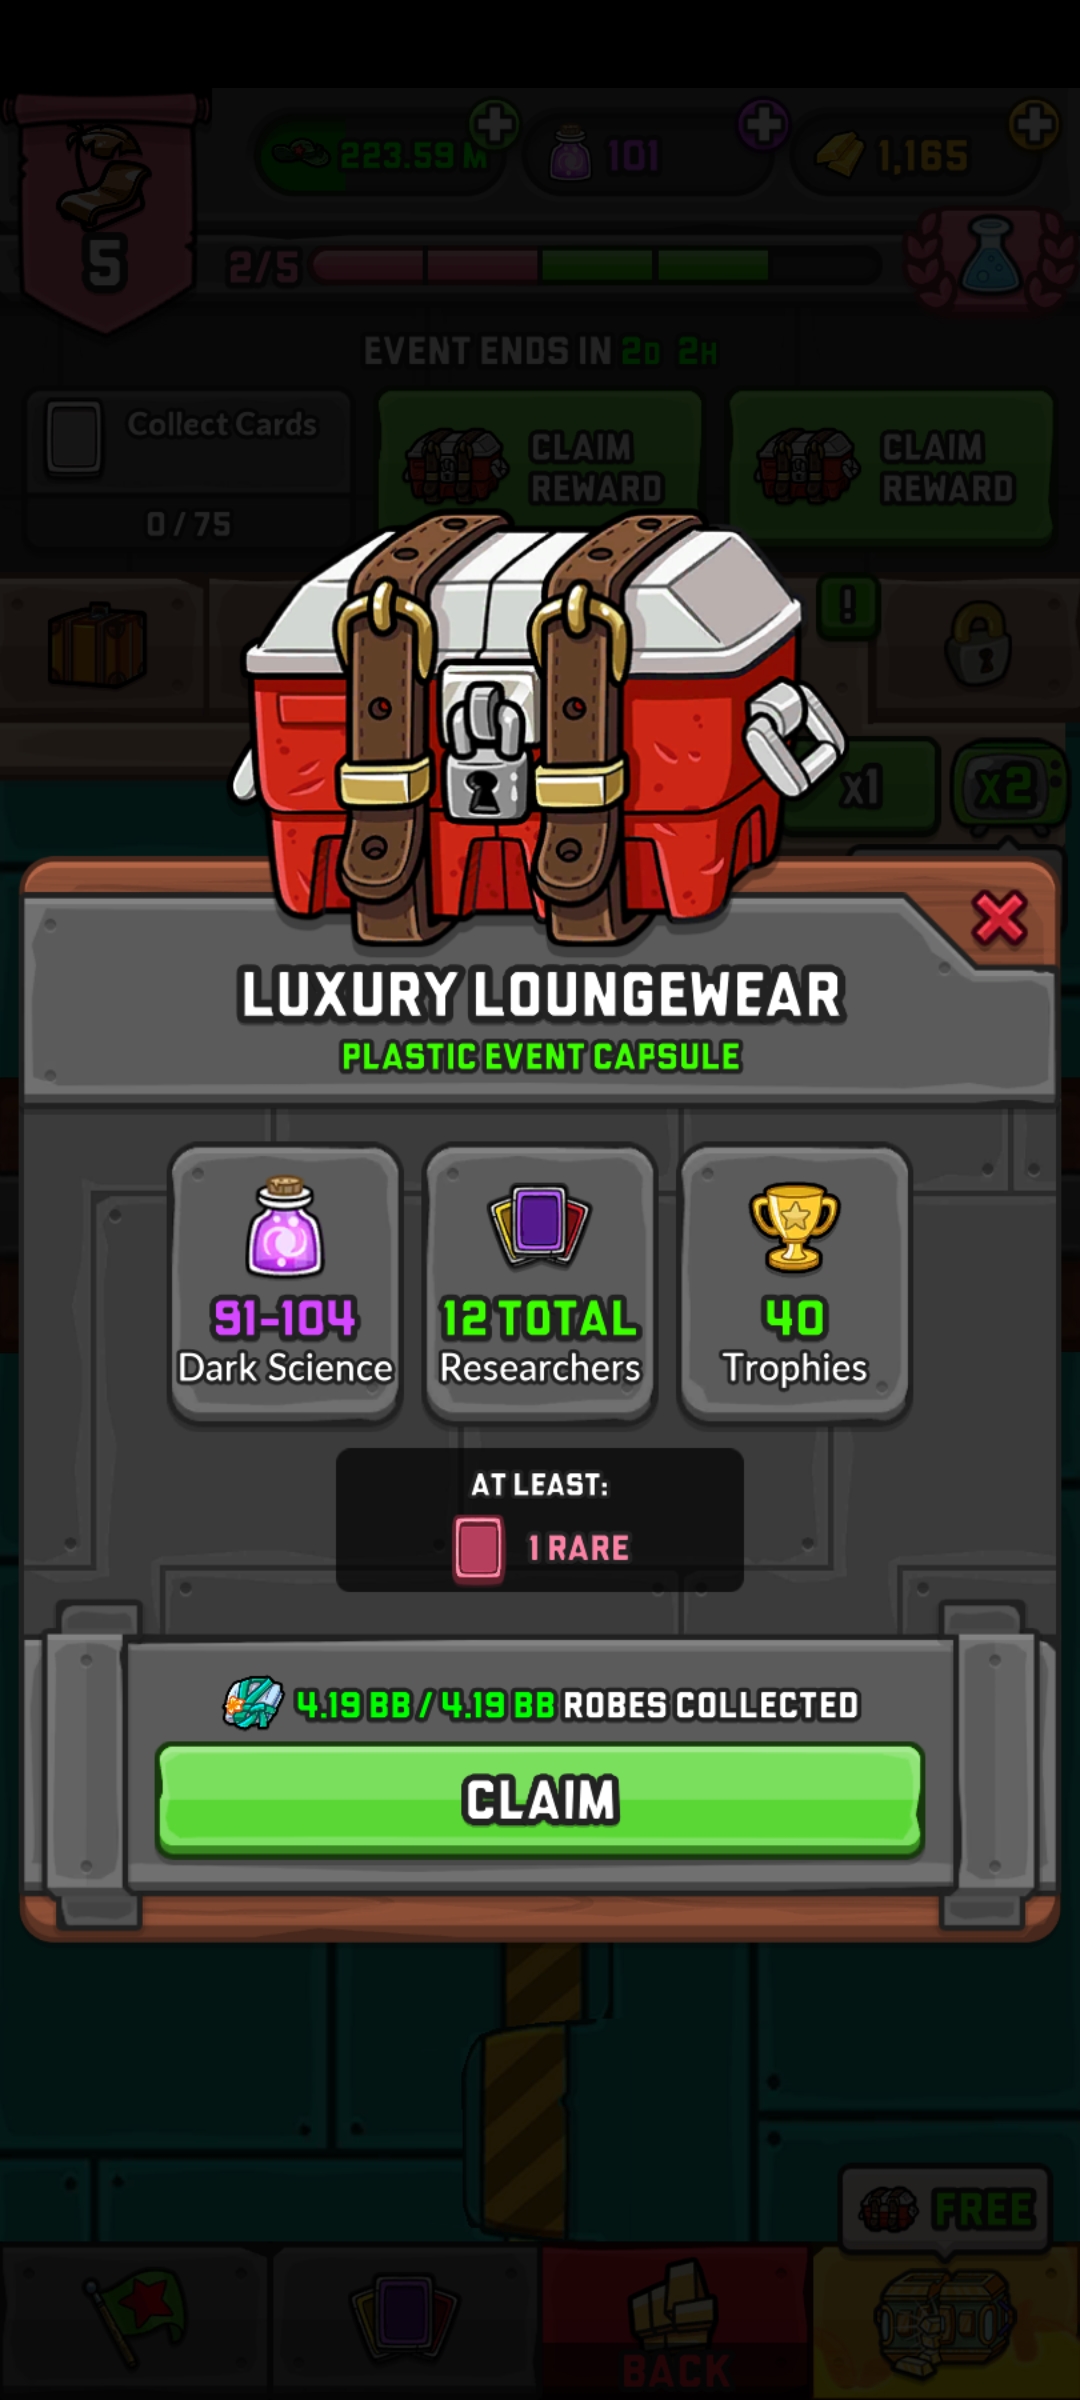 223.59 M
101
1,165
5
2/5
EVENT ENDS IN 2D 2H
Collect Cards
0 / 75
CLAIM
REWARD
CLAIM
REWARD
!
x1
x2
LUXURY LOUNGEWEAR
PLASTIC EVENT CAPSULE
91-104
Dark Science
12 TOTAL
Researchers
40
Trophies
AT LEAST:
1 RARE
4.19 BB / 4.19 BB ROBES COLLECTED
CLAIM
FREE
BACK